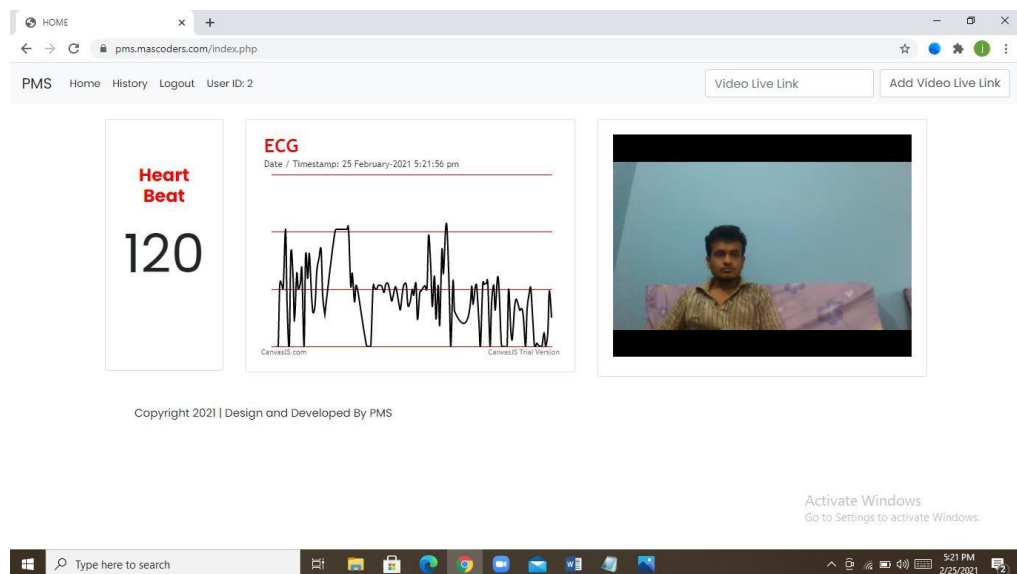 HOME
pms.mascoders.com/index.php
PMS Home History Logout User ID: 2 Video Live Link Add Video Live Link
Heart
Beat
120
ECG
Date / Timestamp: 25 February-2021 5:21:56 pm
CanvasJS.com CanvasJS Trial Version
Copyright 2021 | Design and Developed By PMS
Activate Windows
Go to Settings to activate Windows.
Type here to search
5:21 PM
2/25/2021
2